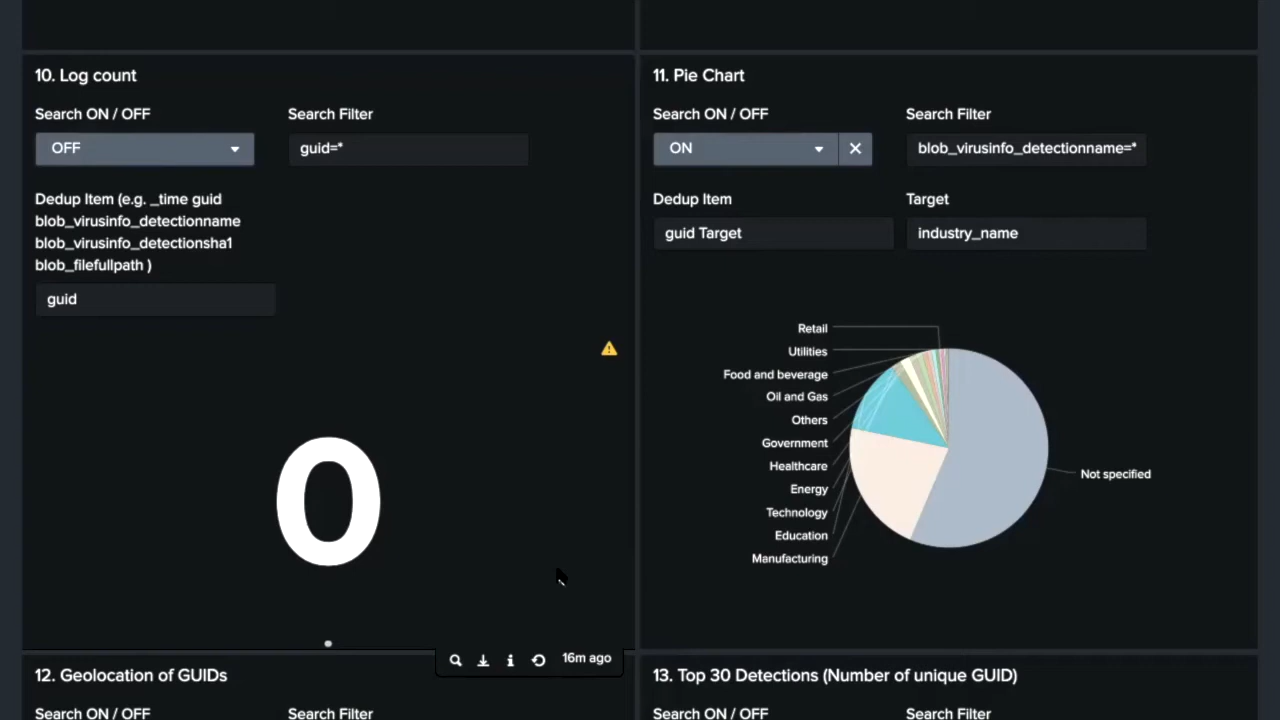 10. Log count
Search ON / OFF
Search Filter
OFF
guid=*
Dedup Item (e.g. _time guid
blob_virusinfo_detectionname
blob_virusinfo_detectionsha1
blob_filefullpath )
guid
0
16m ago
11. Pie Chart
Search ON / OFF
Search Filter
ON
blob_virusinfo_detectionname=*
Dedup Item
Target
guid Target
industry_name
Retail
Utilities
Food and beverage
Oil and Gas
Others
Government
Healthcare
Energy
Technology
Education
Manufacturing
Not specified
12. Geolocation of GUIDs
Search ON / OFF
Search Filter
13. Top 30 Detections (Number of unique GUID)
Search ON / OFF
Search Filter